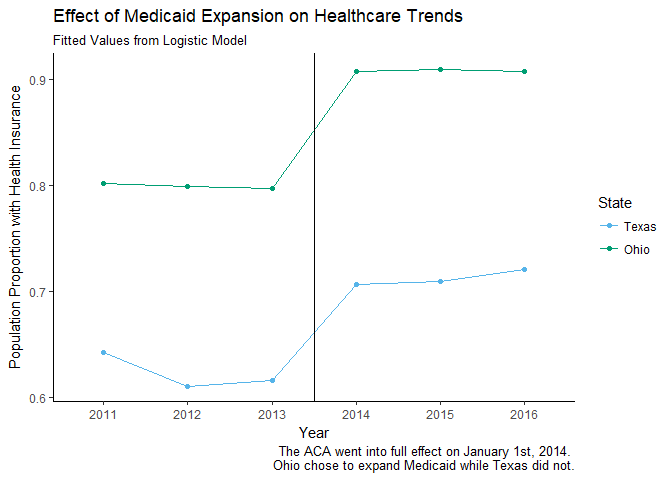 Effect of Medicaid Expansion on Healthcare Trends
Fitted Values from Logistic Model
Population Proportion with Health Insurance
0.9
0.8
0.7
0.6
2011 2012 2013 2014 2015 2016
Year
State
Texas
Ohio
The ACA went into full effect on January 1st, 2014.
Ohio chose to expand Medicaid while Texas did not.